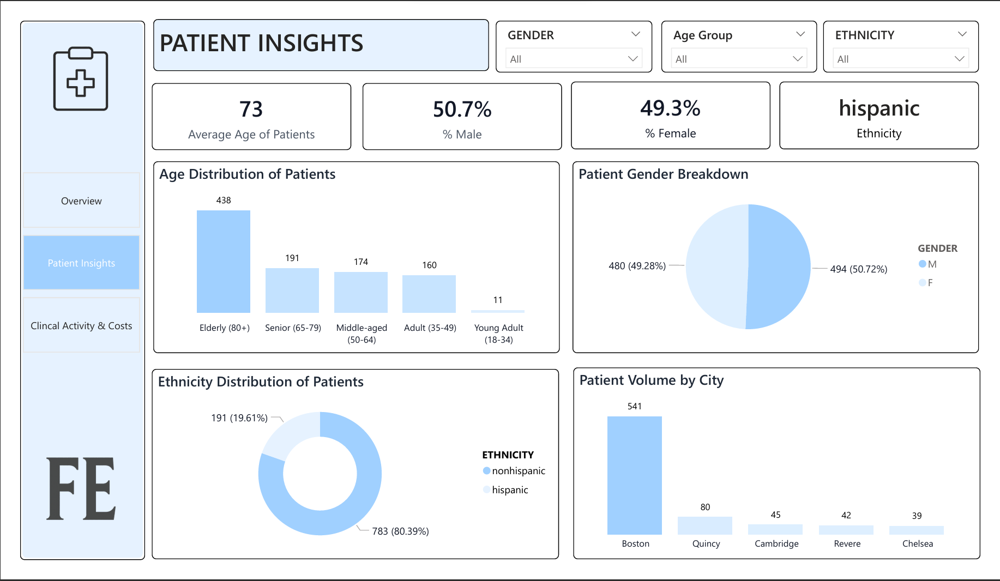 PATIENT INSIGHTS
GENDER
All
Age Group
All
ETHNICITY
All
73
Average Age of Patients
50.7%
% Male
49.3%
% Female
hispanic
Ethnicity
Overview
Patient Insights
Clincal Activity & Costs
FE
Age Distribution of Patients
438
191
174
160
11
Elderly (80+)
Senior (65-79)
Middle-aged
(50-64)
Adult (35-49)
Young Adult
(18-34)
Patient Gender Breakdown
480 (49.28%)
494 (50.72%)
GENDER
M
F
Ethnicity Distribution of Patients
191 (19.61%)
783 (80.39%)
ETHNICITY
nonhispanic
hispanic
Patient Volume by City
541
80
45
42
39
Boston
Quincy
Cambridge
Revere
Chelsea